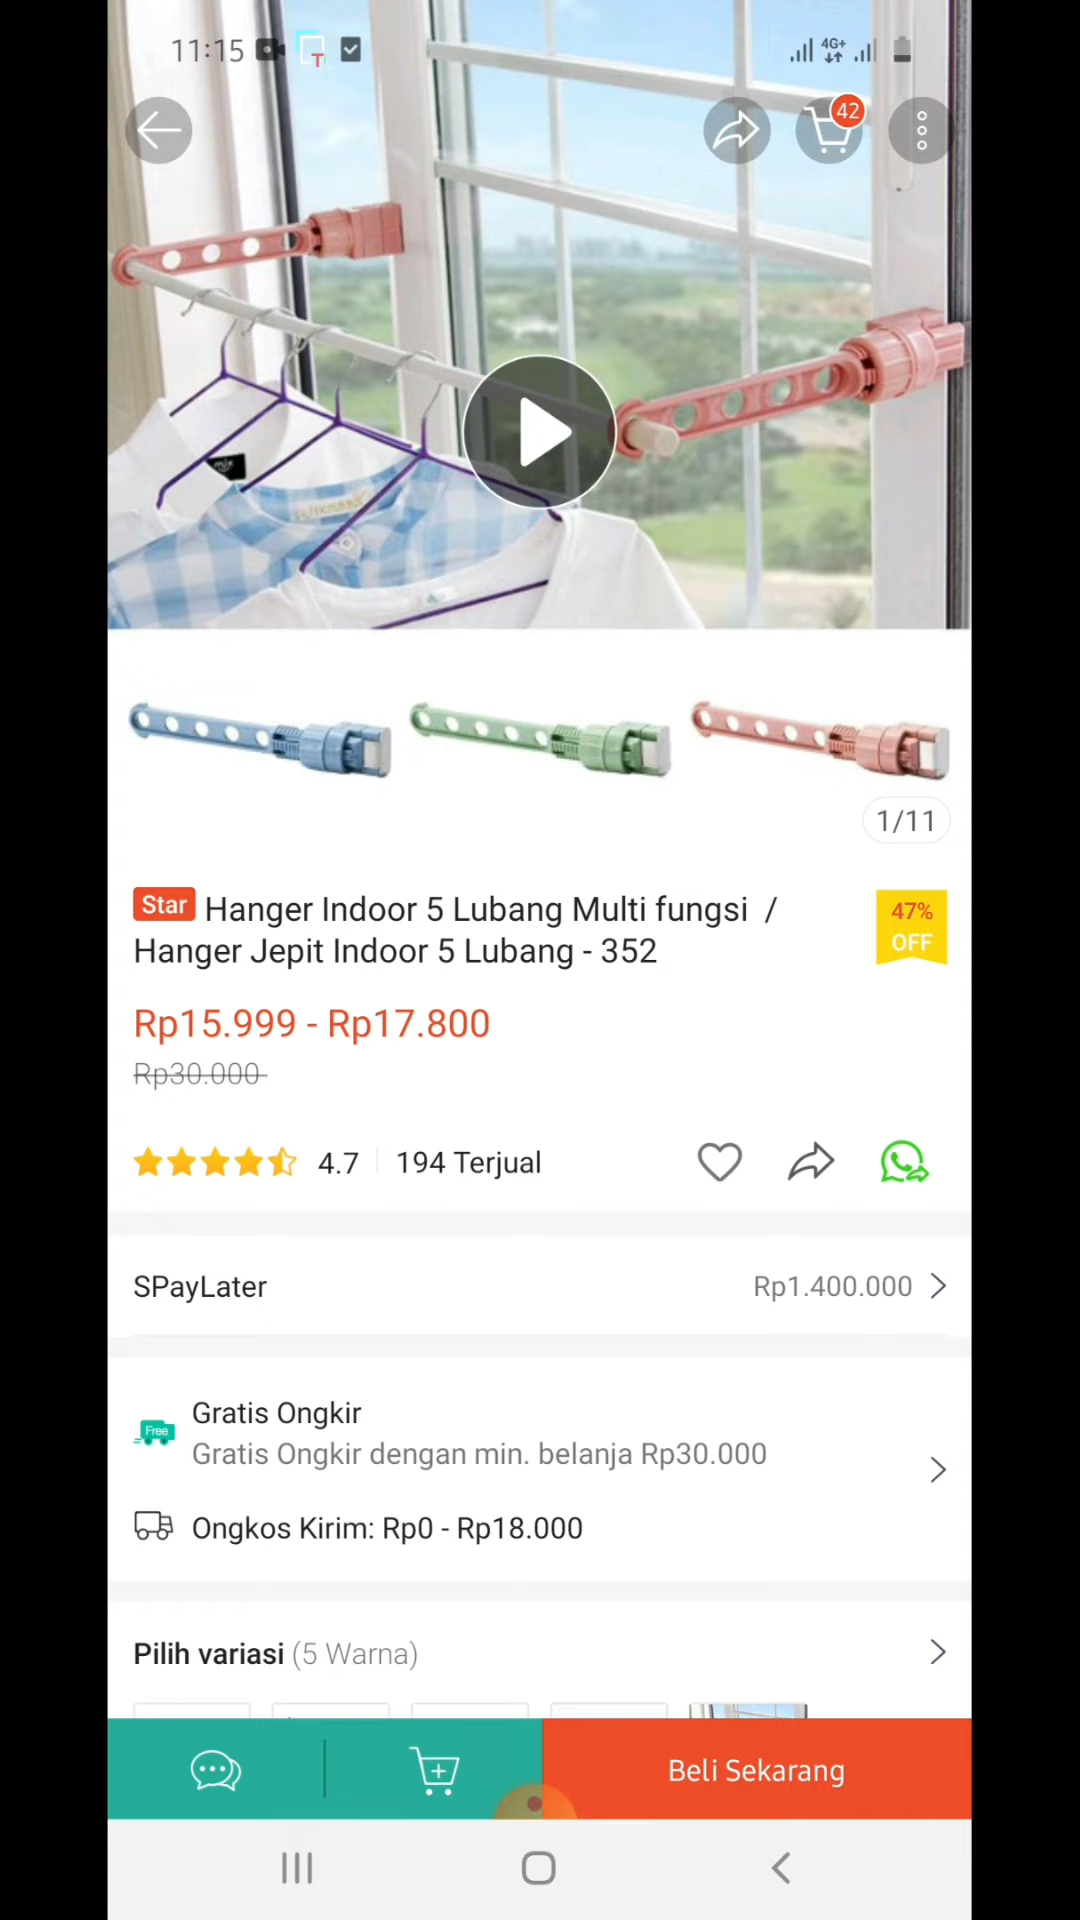 11:15
4G+
42
mix
1/11
Star Hanger Indoor 5 Lubang Multi fungsi /
Hanger Jepit Indoor 5 Lubang - 352
47%
OFF
Rp15.999 - Rp17.800
Rp30.000
4.7
194 Terjual
SPayLater
Rp1.400.000
Free
Gratis Ongkir
Gratis Ongkir dengan min. belanja Rp30.000
Ongkos Kirim: Rp0 - Rp18.000
Pilih variasi (5 Warna)
Beli Sekarang